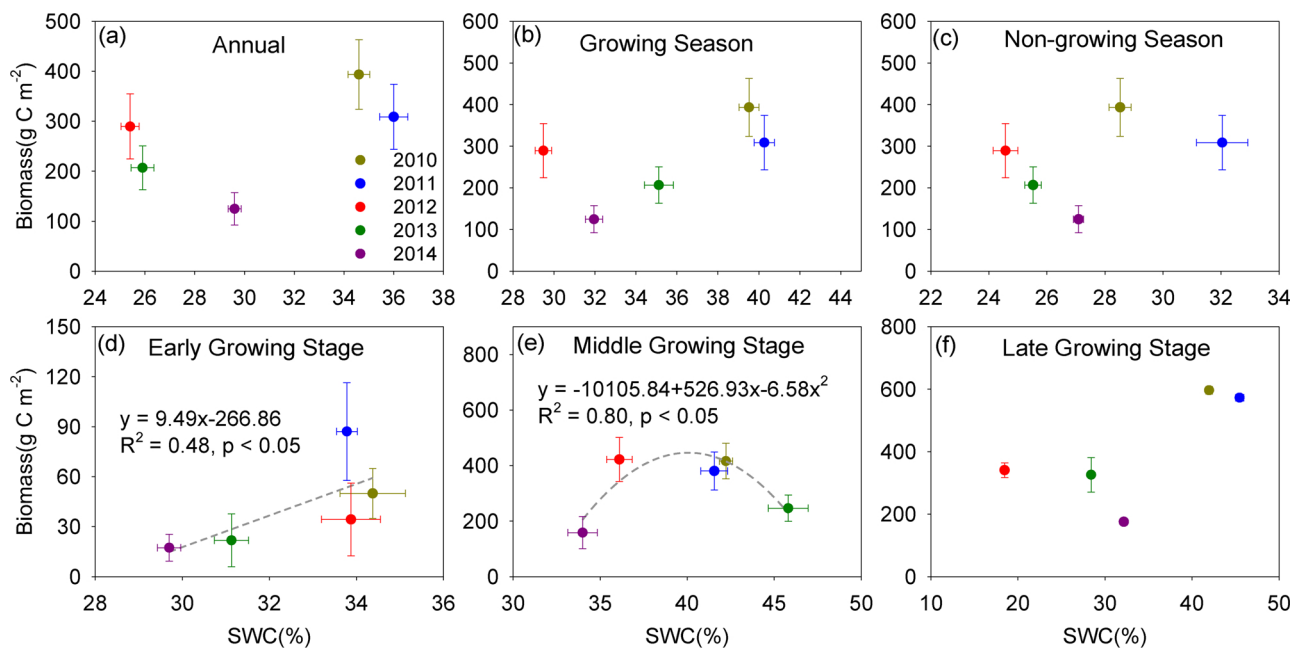 (a) Annual
Biomass(g C m⁻²)
500
400
300
200
100
0
24 26 28 30 32 34 36 38
2010
2011
2012
2013
2014
(b) Growing Season
600
500
400
300
200
100
0
28 30 32 34 36 38 40 42 44
(c) Non-growing Season
600
500
400
300
200
100
0
22 24 26 28 30 32 34
(d) Early Growing Stage
y = 9.49x-266.86
R² = 0.48, p < 0.05
Biomass(g C m⁻²)
150
120
90
60
30
0
28 30 32 34 36
SWC(%)
(e) Middle Growing Stage
y = -10105.84+526.93x-6.58x²
R² = 0.80, p < 0.05
800
600
400
200
0
30 35 40 45 50
SWC(%)
(f) Late Growing Stage
800
600
400
200
0
10 20 30 40 50
SWC(%)